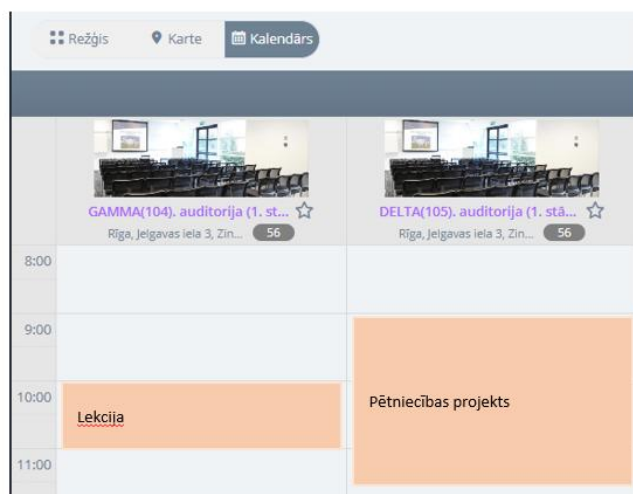 Režģis Karte Kalendārs
GAMMA(104). auditorija (1. st... DELTA(105). auditorija (1. stā...
Rīga, Jelgavas iela 3, Zin... 56 Rīga, Jelgavas iela 3, Zin... 56
8:00
9:00
10:00
Pētniecības projekts
Lekcija
11:00